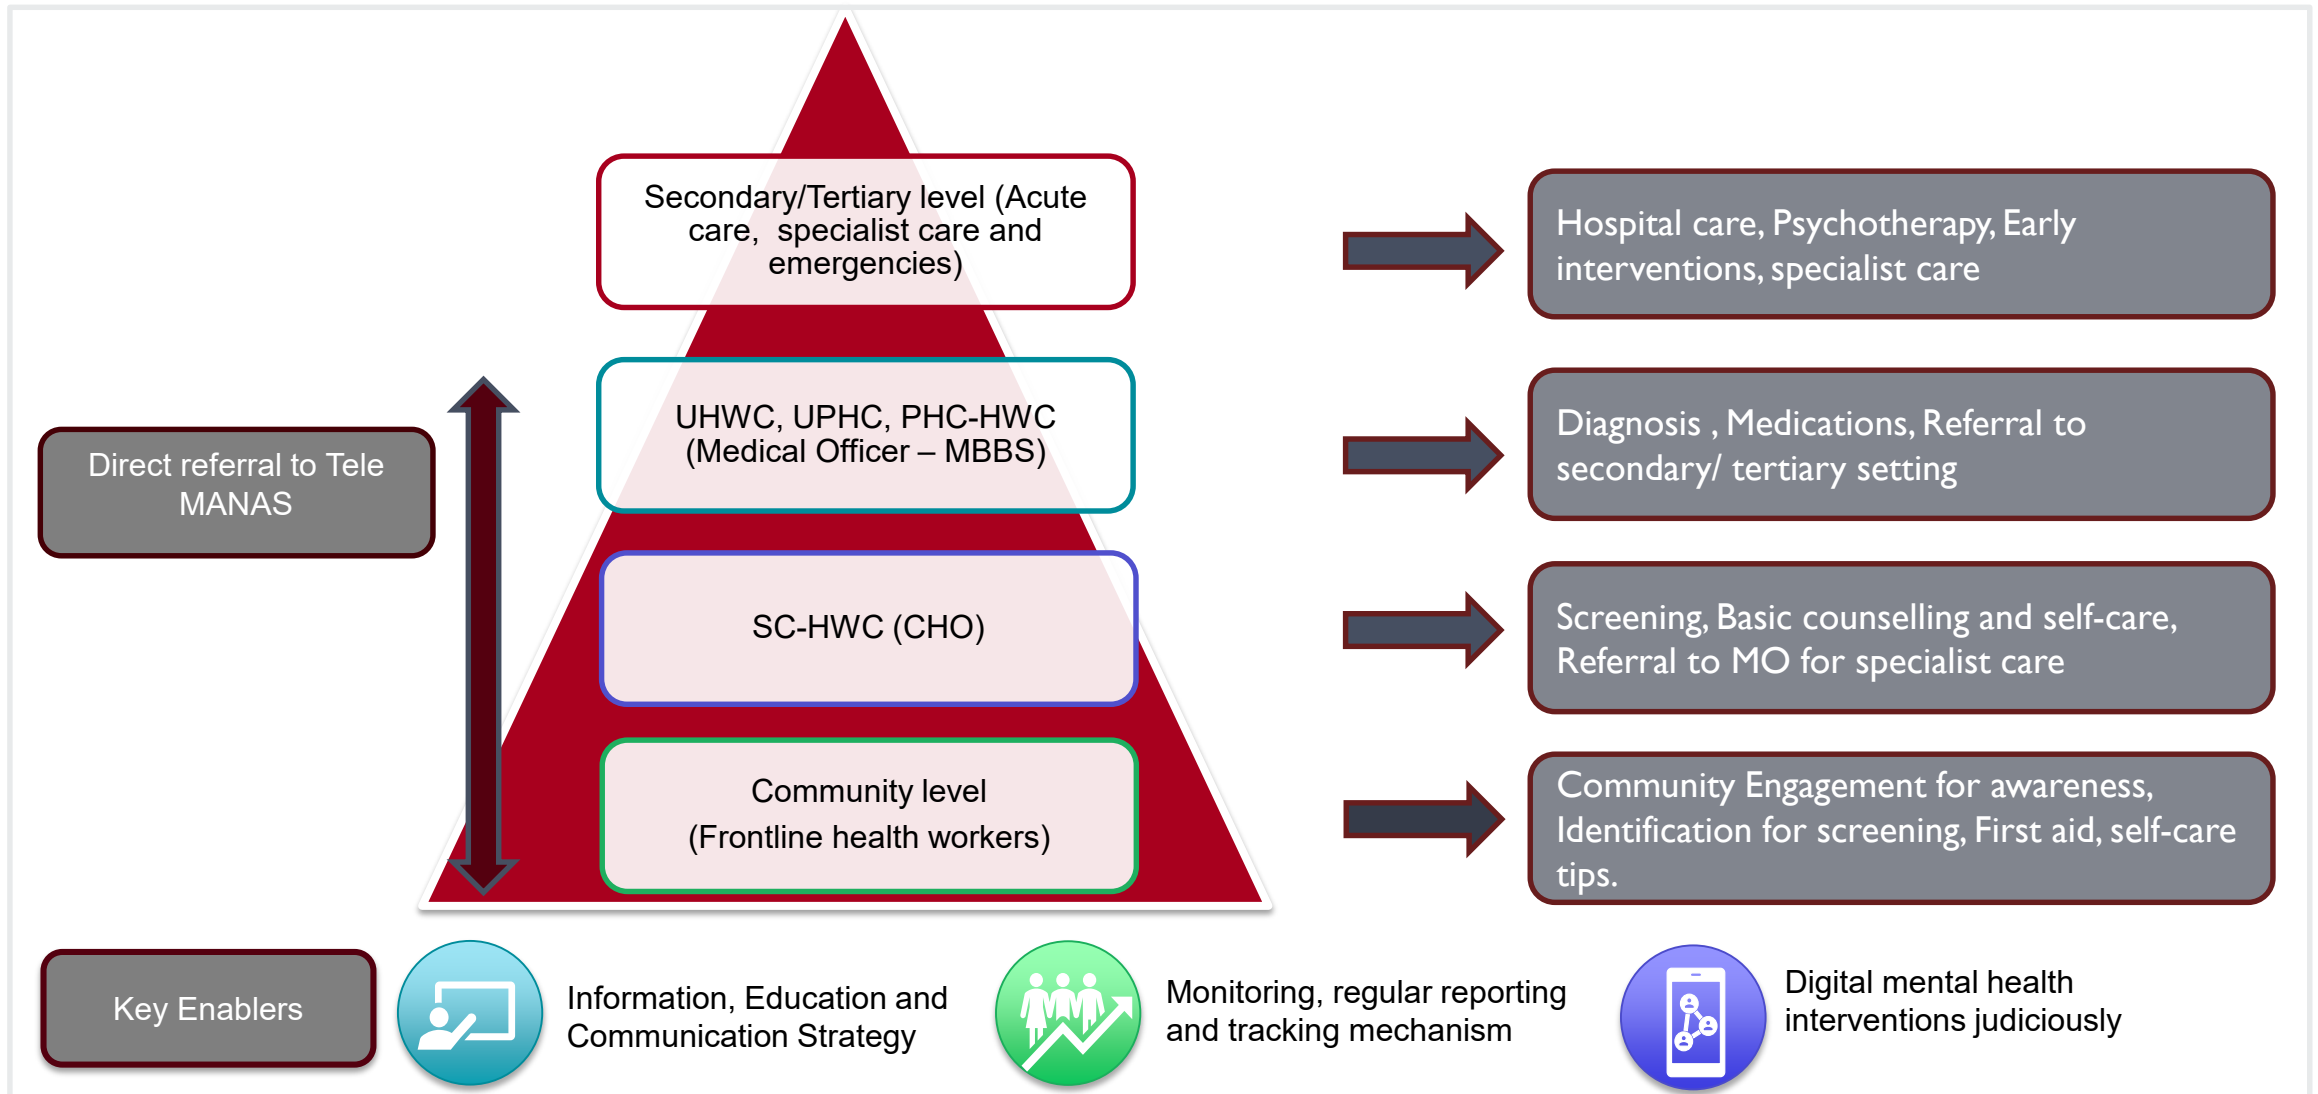 Secondary/Tertiary level (Acute
care, specialist care and
emergencies)
Hospital care, Psychotherapy, Early
interventions, specialist care
UHWC, UPHC, PHC-HWC
(Medical Officer – MBBS)
Diagnosis , Medications, Referral to
secondary/ tertiary setting
Direct referral to Tele
MANAS
SC-HWC (CHO)
Screening, Basic counselling and self-care,
Referral to MO for specialist care
Community level
(Frontline health workers)
Community Engagement for awareness,
Identification for screening, First aid, self-care
tips.
Key Enablers
Information, Education and
Communication Strategy
Monitoring, regular reporting
and tracking mechanism
Digital mental health
interventions judiciously